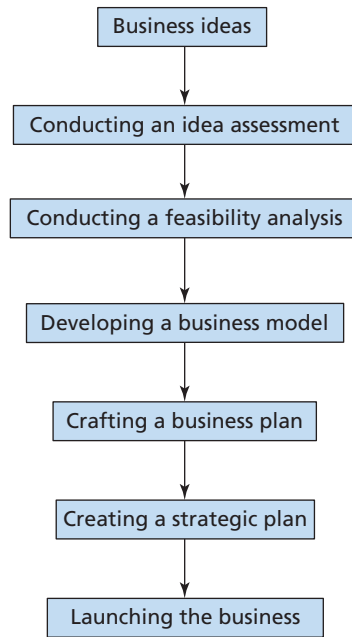 Business ideas
Conducting an idea assessment
Conducting a feasibility analysis
Developing a business model
Crafting a business plan
Creating a strategic plan
Launching the business